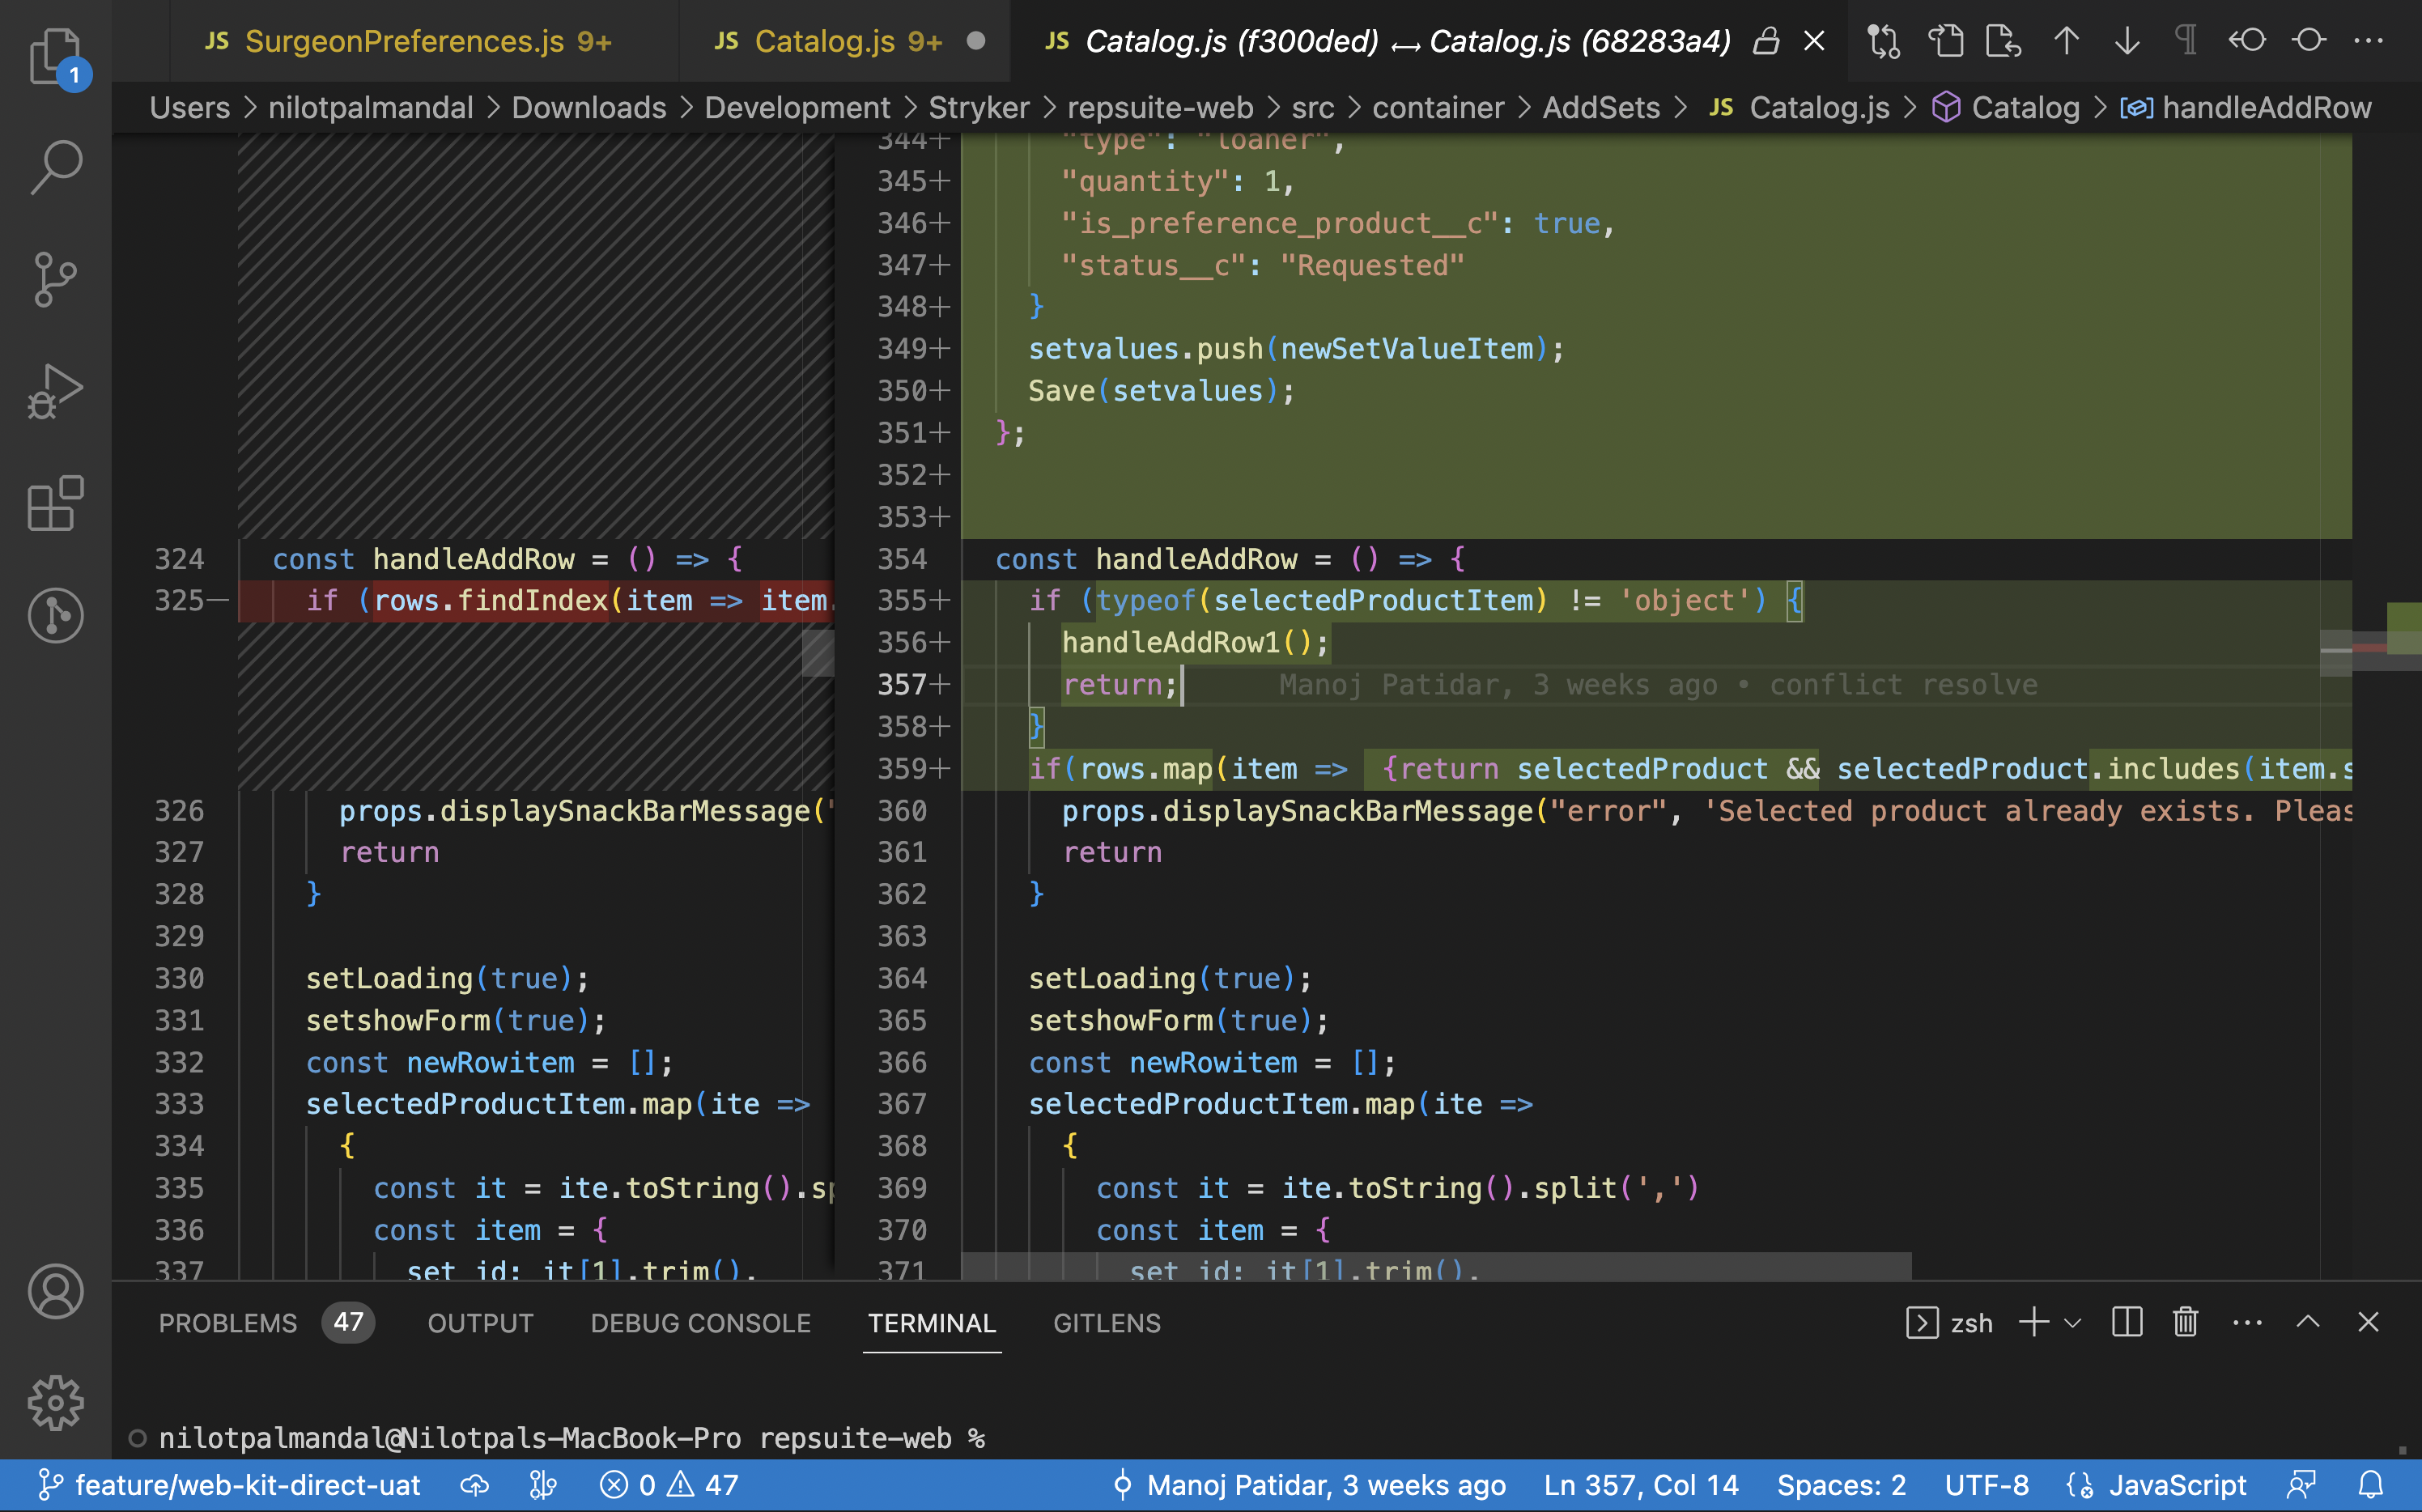 1
JS SurgeonPreferences.js 9+
JS Catalog.js 9+
JS Catalog.js (f300ded) ⟷ Catalog.js (68283a4)
Users > nilotpalmandal > Downloads > Development > Stryker > repsuite-web > src > container > AddSets > JS Catalog.js > Catalog > handleAddRow
324 const handleAddRow = () => {
325— if (rows.findIndex(item => item.
326 props.displaySnackBarMessage("
327 return
328 }
329
330 setLoading(true);
331 setshowForm(true);
332 const newRowitem = [];
333 selectedProductItem.map(ite =>
334 {
335 const it = ite.toString().sp
336 const item = {
337 set_id: it[1].trim(),
344+ "type": "loaner",
345+ "quantity": 1,
346+ "is_preference_product__c": true,
347+ "status__c": "Requested"
348+ }
349+ setvalues.push(newSetValueItem);
350+ Save(setvalues);
351+ };
352+
353+
354 const handleAddRow = () => {
355+ if (typeof(selectedProductItem) != 'object') {
356+ handleAddRow1();
357+ return; Manoj Patidar, 3 weeks ago • conflict resolve
358+ }
359+ if(rows.map(item => {return selectedProduct && selectedProduct.includes(item.s
360 props.displaySnackBarMessage("error", 'Selected product already exists. Pleas
361 return
362 }
363
364 setLoading(true);
365 setshowForm(true);
366 const newRowitem = [];
367 selectedProductItem.map(ite =>
368 {
369 const it = ite.toString().split(',')
370 const item = {
371 set_id: it[1].trim(),
PROBLEMS 47 OUTPUT DEBUG CONSOLE TERMINAL GITLENS zsh
nilotpalmandal@Nilotpals-MacBook-Pro repsuite-web %
feature/web-kit-direct-uat 0 47 Manoj Patidar, 3 weeks ago Ln 357, Col 14 Spaces: 2 UTF-8 JavaScript